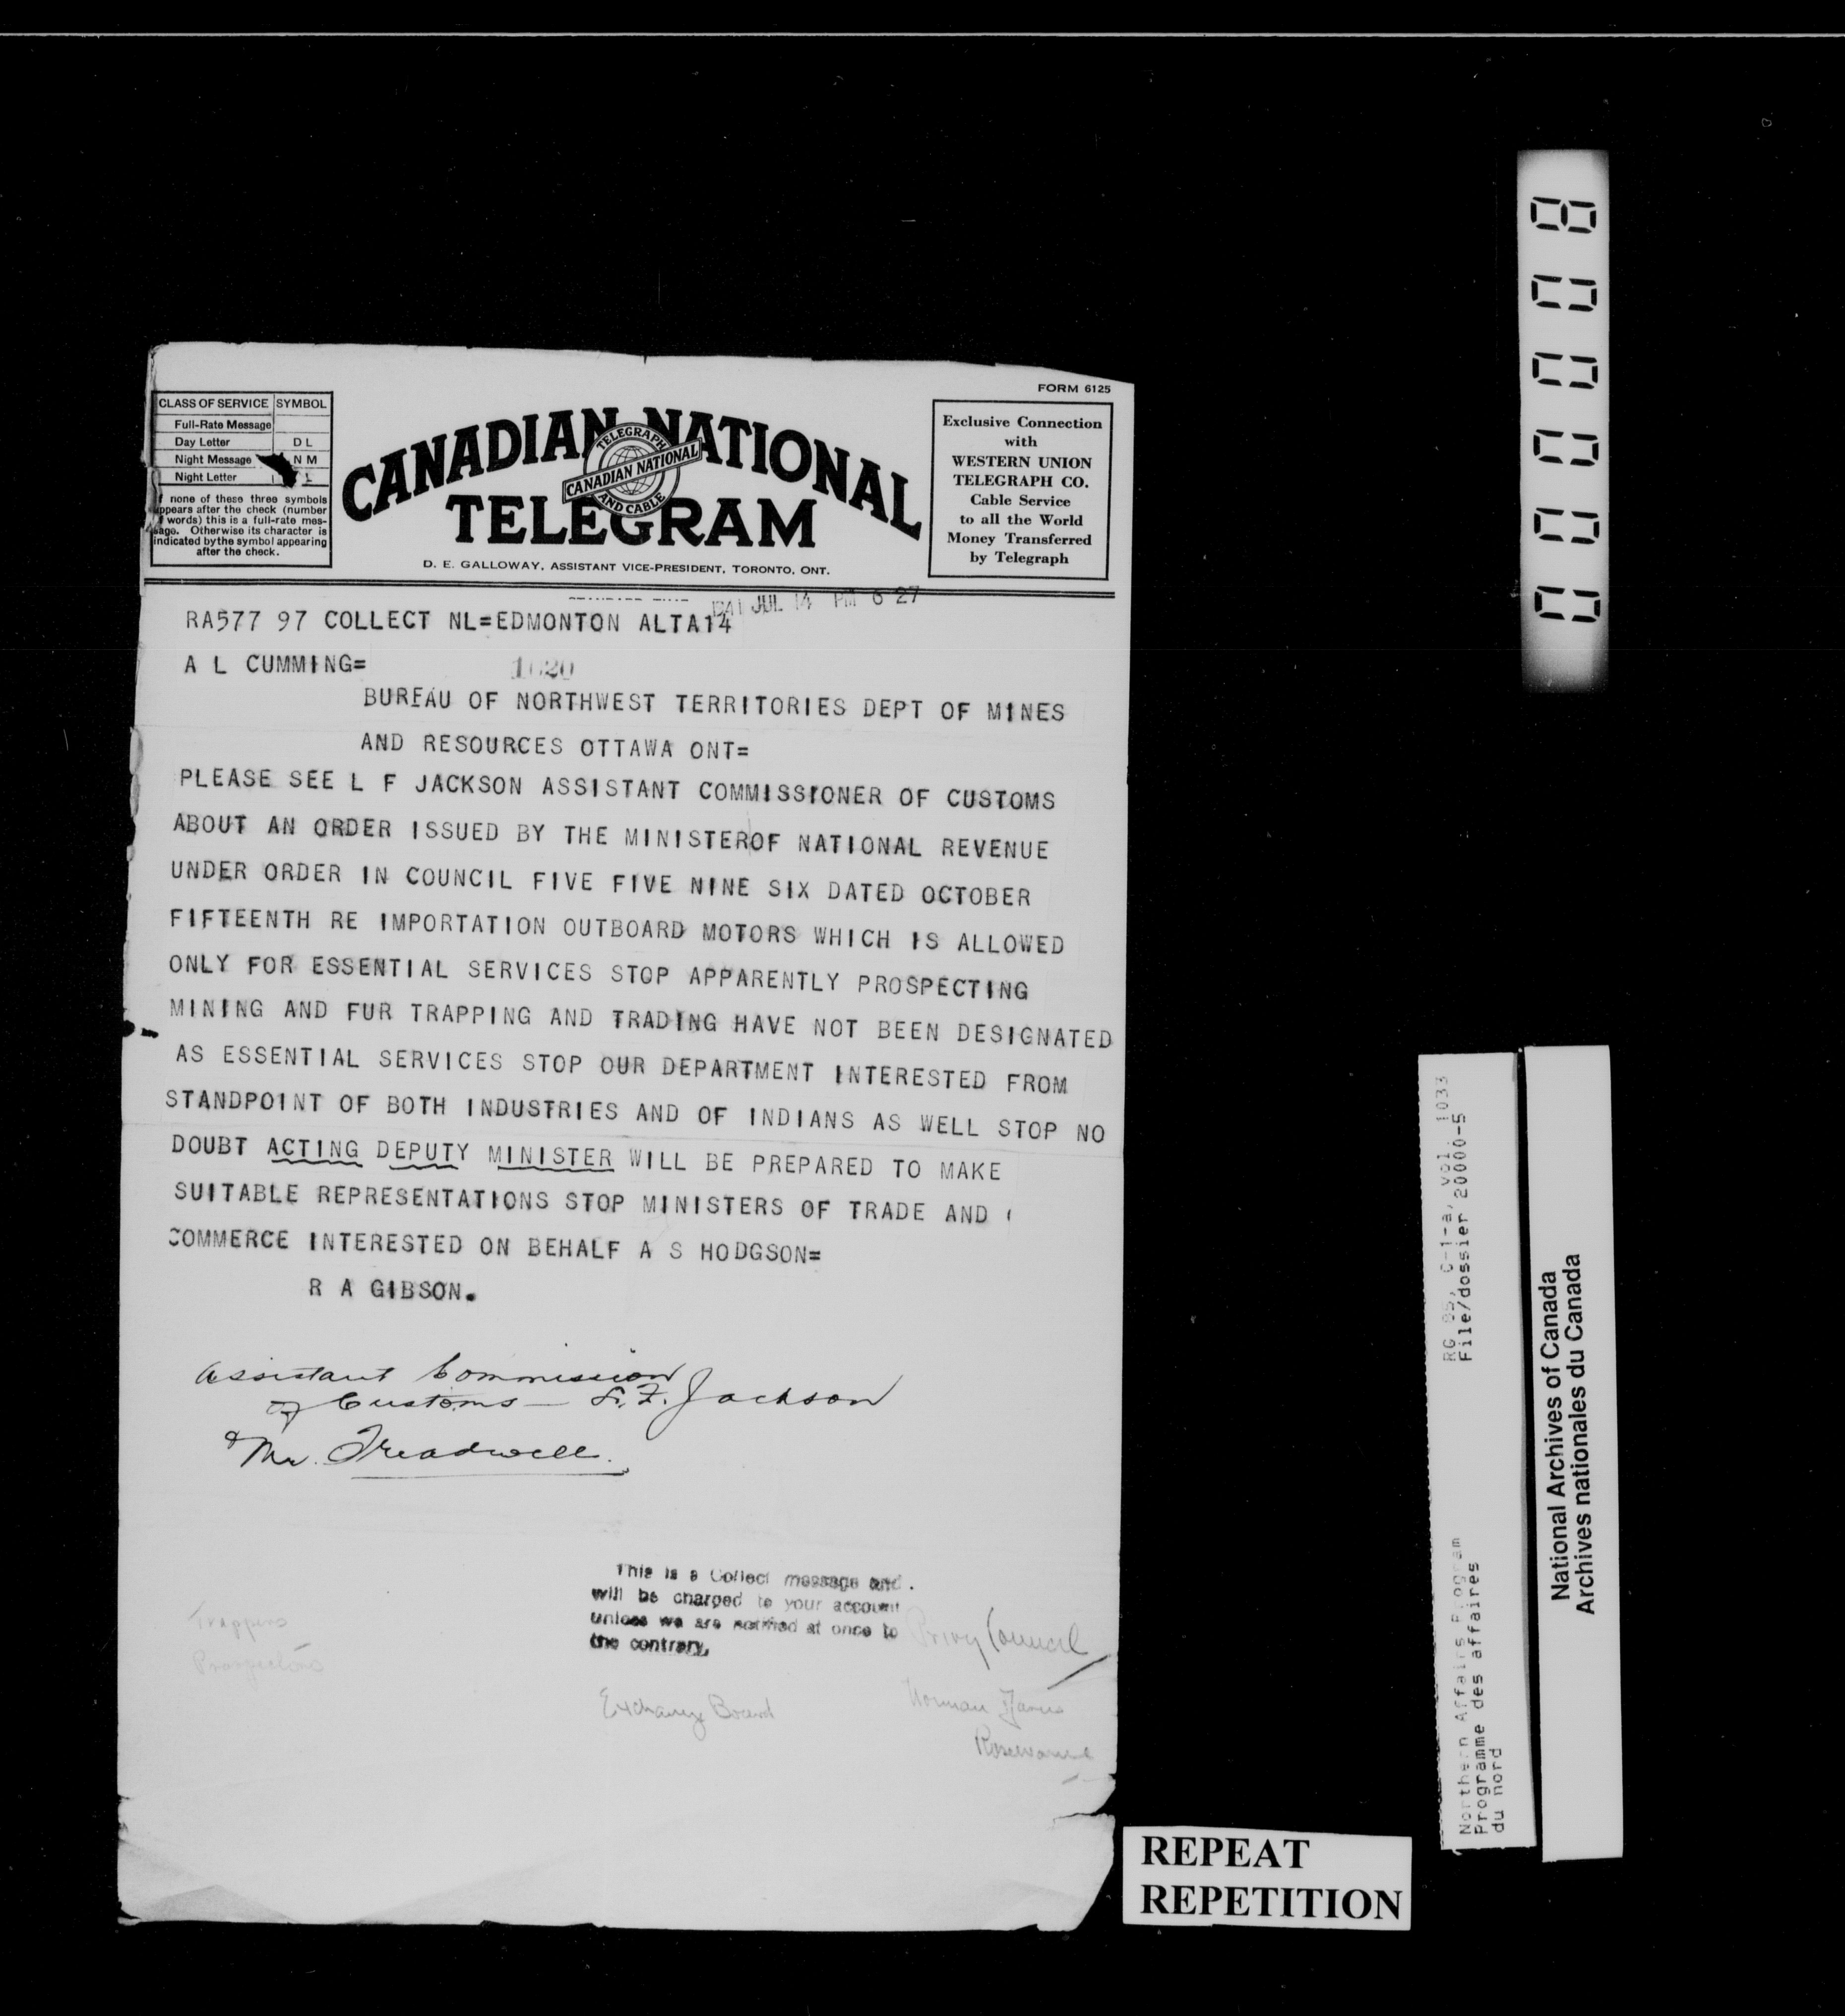 FORM 6125
CLASS OF SERVICE SYMBOL
Full-Rate Message
Day Letter D L
Night Message N M
Night Letter L
f none of these three symbols
appears after the check (number
f words) this is a full-rate mes-
sage. Otherwise its character is
indicated by the symbol appearing
after the check.
CANADIAN NATIONAL
TELEGRAM
TELEGRAPH
CANADIAN NATIONAL
AND CABLE
D. E. GALLOWAY, ASSISTANT VICE-PRESIDENT, TORONTO, ONT.
Exclusive Connection
with
WESTERN UNION
TELEGRAPH CO.
Cable Service
to all the World
Money Transferred
by Telegraph
1941 JUL 14 PM 6 27
RA577 97 COLLECT NL=EDMONTON ALTA14
A L CUMMING=
1620
BUREAU OF NORTHWEST TERRITORIES DEPT OF MINES
AND RESOURCES OTTAWA ONT=
PLEASE SEE L F JACKSON ASSISTANT COMMISSIONER OF CUSTOMS
ABOUT AN ORDER ISSUED BY THE MINISTEROF NATIONAL REVENUE
UNDER ORDER IN COUNCIL FIVE FIVE NINE SIX DATED OCTOBER
FIFTEENTH RE IMPORTATION OUTBOARD MOTORS WHICH IS ALLOWED
ONLY FOR ESSENTIAL SERVICES STOP APPARENTLY PROSPECTING
MINING AND FUR TRAPPING AND TRADING HAVE NOT BEEN DESIGNATED
AS ESSENTIAL SERVICES STOP OUR DEPARTMENT INTERESTED FROM
STANDPOINT OF BOTH INDUSTRIES AND OF INDIANS AS WELL STOP NO
DOUBT ACTING DEPUTY MINISTER WILL BE PREPARED TO MAKE
SUITABLE REPRESENTATIONS STOP MINISTERS OF TRADE AND
COMMERCE INTERESTED ON BEHALF A S HODGSON=
R A GIBSON.
Assistant Commission
of Customs — L. F. Jackson
& Mr. Treadwell.
This is a Collect message and
will be charged to your account
unless we are notified at once to
the contrary.
Trappers
Prospectors
Privy Council
Exchange Board
Norman
REPEAT
REPETITION
RG 85, C-1-a, vol. 1033
File/dossier 20000-5
Northern Affairs Program
Programme des affaires
du nord
National Archives of Canada
Archives nationales du Canada
000008